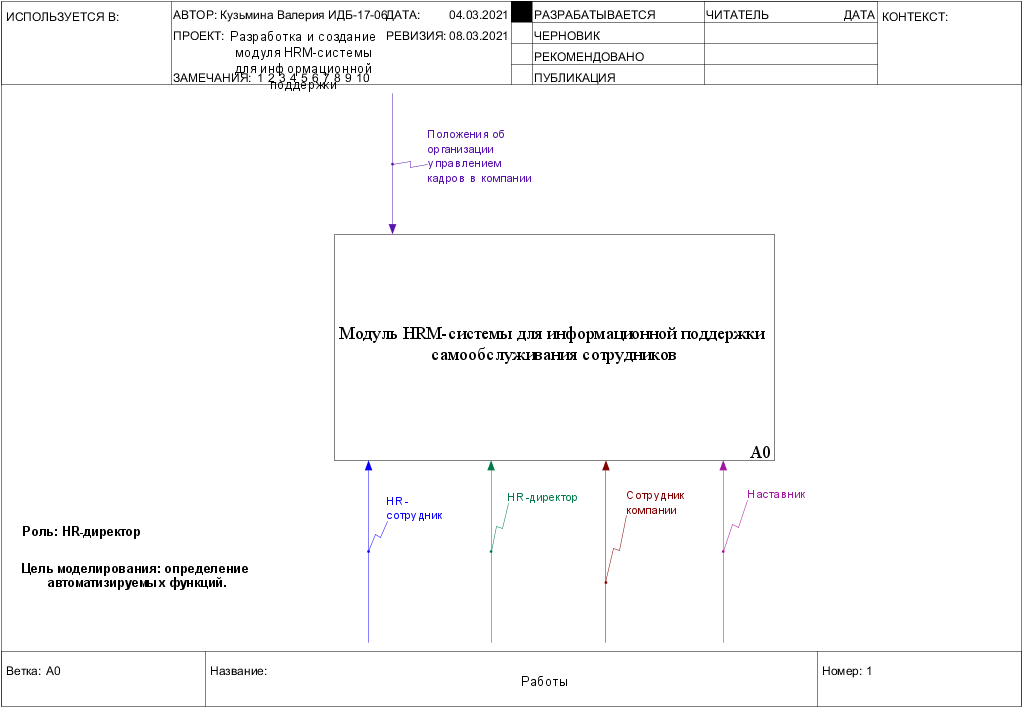 ИСПОЛЬЗУЕТСЯ В:
АВТОР: Кузьмина Валерия ИДБ-17-06
ДАТА: 04.03.2021
РАЗРАБАТЫВАЕТСЯ
ЧИТАТЕЛЬ
ДАТА
КОНТЕКСТ:
ПРОЕКТ: Разработка и создание
модуля HRM-системы
для информационной
поддержки
РЕВИЗИЯ: 08.03.2021
ЧЕРНОВИК
РЕКОМЕНДОВАНО
ЗАМЕЧАНИЯ: 1 2 3 4 5 6 7 8 9 10
ПУБЛИКАЦИЯ
Положения об
организации
управлением
кадров в компании
Модуль HRM-системы для информационной поддержки
самообслуживания сотрудников
A0
HR-
сотрудник
HR-директор
Сотрудник
компании
Наставник
Роль: HR-директор
Цель моделирования: определение
автоматизируемых функций.
Ветка: A0
Название:
Работы
Номер: 1